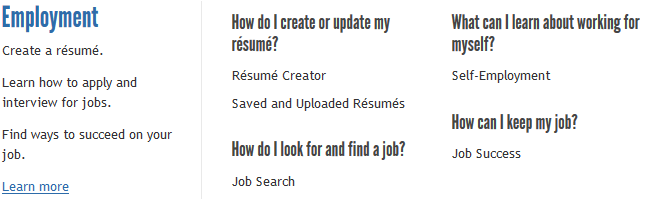 Employment
Create a résumé.
Learn how to apply and
interview for jobs.
Find ways to succeed on your
job.
Learn more
How do I create or update my
résumé?
Résumé Creator
Saved and Uploaded Résumés
How do I look for and find a job?
Job Search
What can I learn about working for
myself?
Self-Employment
How can I keep my job?
Job Success